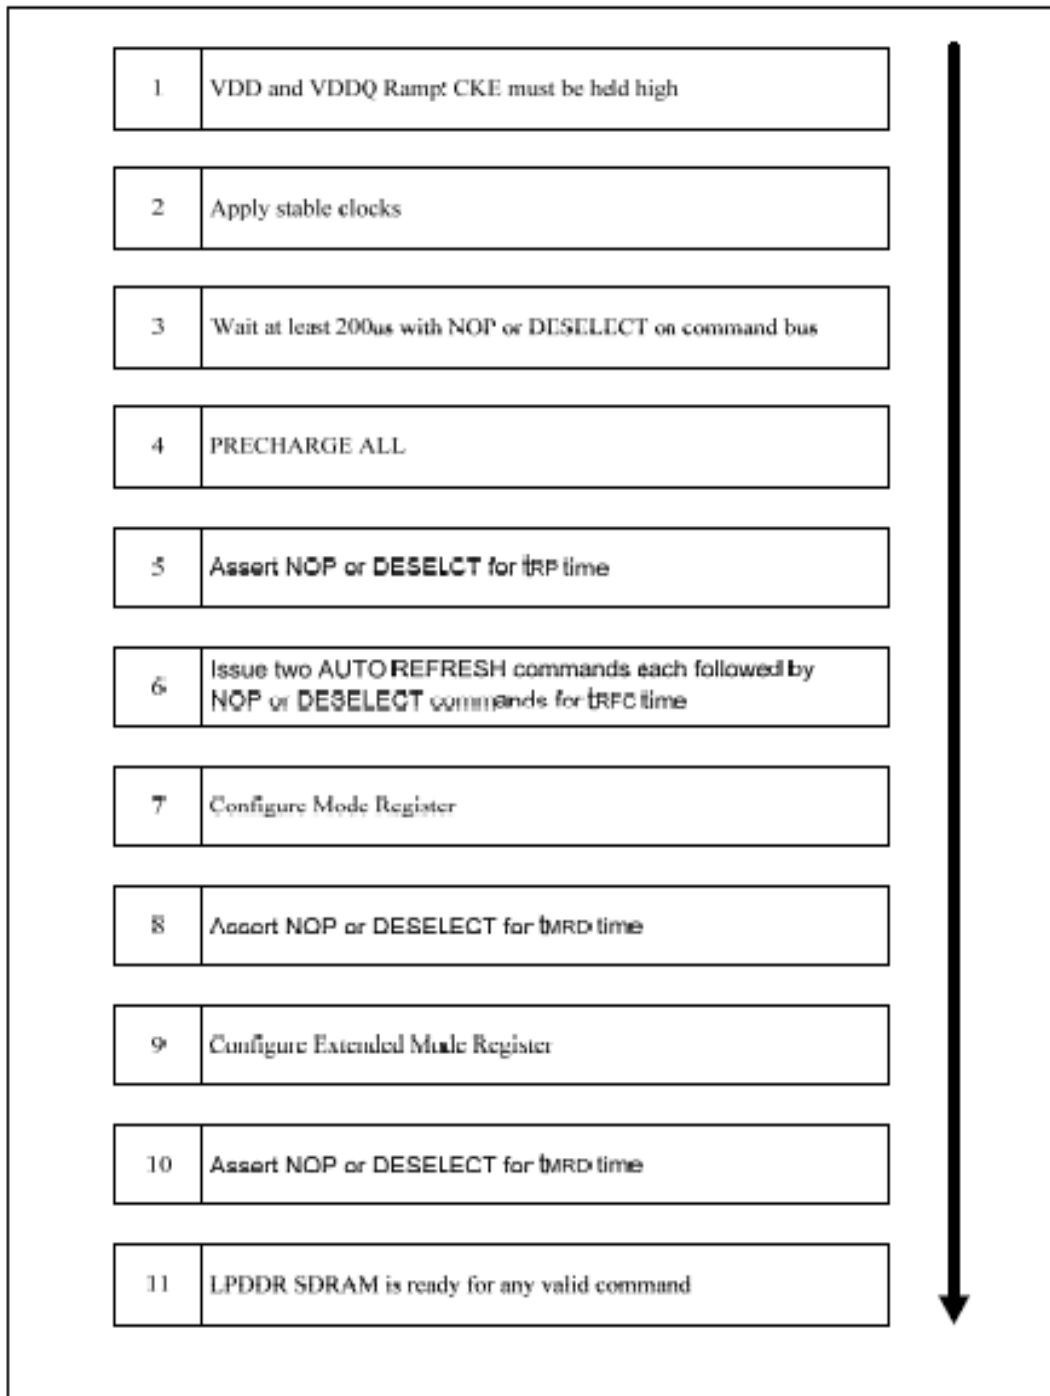 1 VDD and VDDQ Ramp: CKE must be held high
2 Apply stable clocks
3 Wait at least 200us with NOP or DESELECT on command bus
4 PRECHARGE ALL
5 Assert NOP or DESELCT for tRP time
6 Issue two AUTO REFRESH commands each followed by
NOP or DESELECT commands for tRFC time
7 Configure Mode Register
8 Assert NOP or DESELECT for tMRD time
9 Configure Extended Mode Register
10 Assert NOP or DESELECT for tMRD time
11 LPDDR SDRAM is ready for any valid command